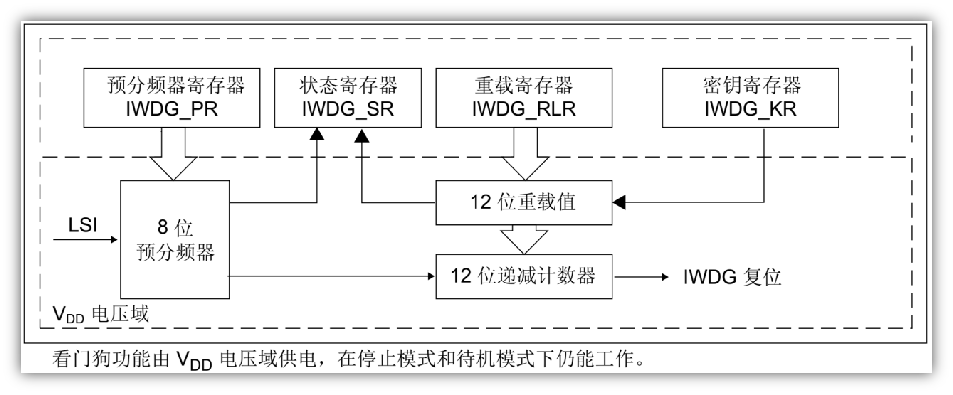 预分频器寄存器
IWDG_PR
状态寄存器
IWDG_SR
重载寄存器
IWDG_RLR
密钥寄存器
IWDG_KR
LSI
8 位
预分频器
12 位重载值
12 位递减计数器
IWDG 复位
VDD 电压域
看门狗功能由 VDD 电压域供电，在停止模式和待机模式下仍能工作。